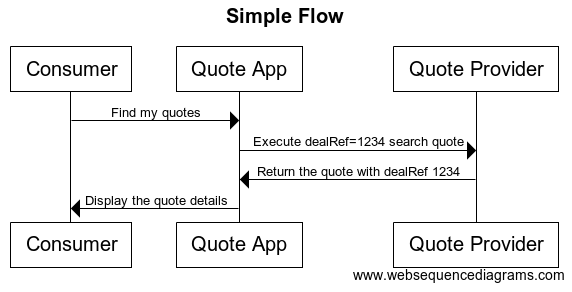 Simple Flow
Consumer
Quote App
Quote Provider
Find my quotes
Execute dealRef=1234 search quote
Return the quote with dealRef 1234
Display the quote details
Consumer
Quote App
Quote Provider
www.websequencediagrams.com